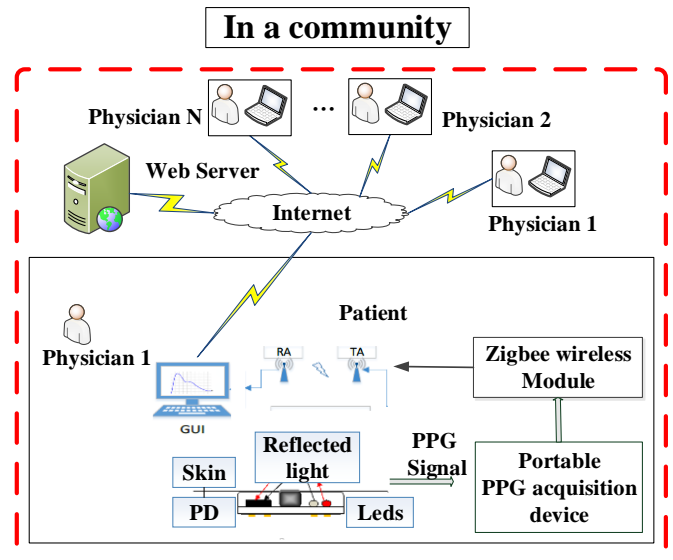 In a community
Physician N
...
Physician 2
Web Server
Internet
Physician 1
Patient
Physician 1
RA
TA
Zigbee wireless
Module
GUI
Reflected
light
PPG
Signal
Skin
PD
Leds
Portable
PPG acquisition
device